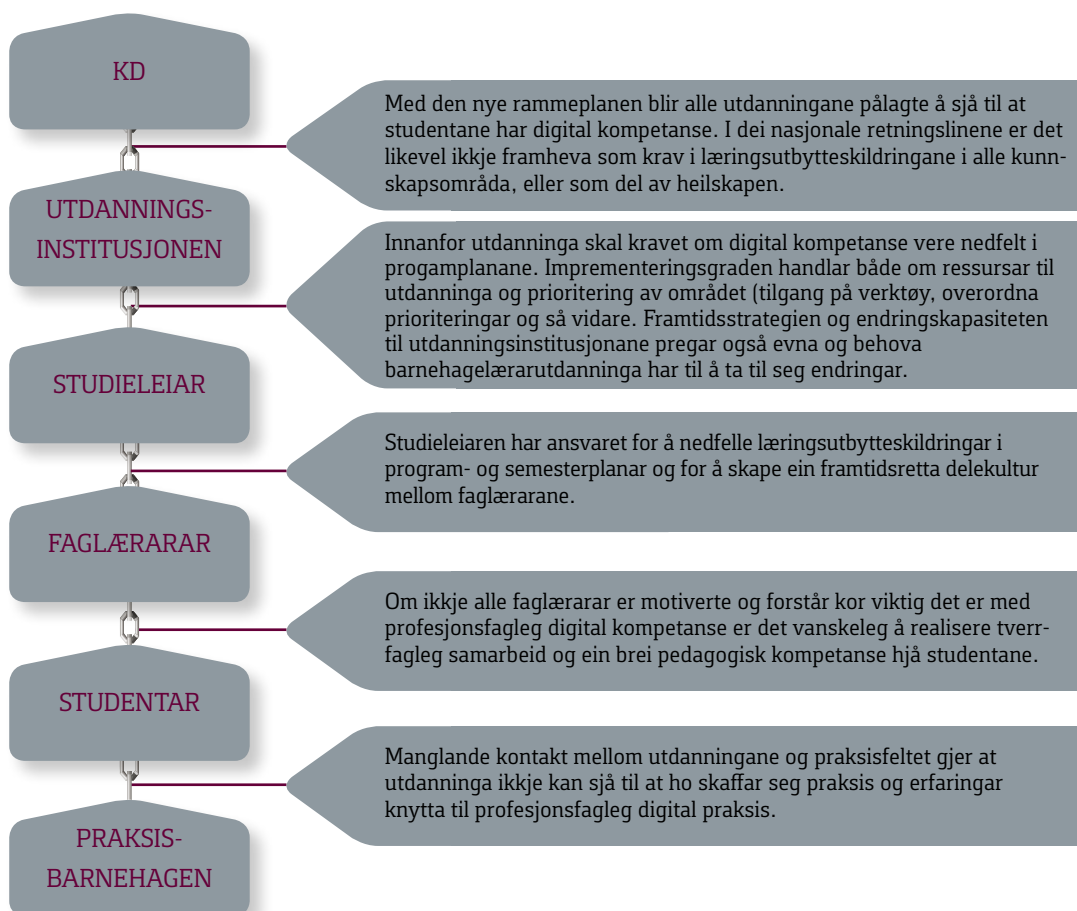 KD
Med den nye rammeplanen blir alle utdanningane pålagte å sjå til at
studentane har digital kompetanse. I dei nasjonale retningslinene er det
likevel ikkje framheva som krav i læringsutbytteskildringane i alle kunn-
skapsområda, eller som del av heilskapen.
UTDANNINGS-
INSTITUSJONEN
Innanfor utdanninga skal kravet om digital kompetanse vere nedfelt i
progamplanane. Imprementeringsgraden handlar både om ressursar til
utdanninga og prioritering av området (tilgang på verktøy, overordna
prioriteringar og så vidare. Framtidsstrategien og endringskapasiteten
til utdanningsinstitusjonane pregar også evna og behova
barnehagelærarutdanninga har til å ta til seg endringar.
STUDIELEIAR
Studieleiaren har ansvaret for å nedfelle læringsutbytteskildringar i
program- og semesterplanar og for å skape ein framtidsretta delekultur
mellom faglærarane.
FAGLÆRARAR
Om ikkje alle faglærarar er motiverte og forstår kor viktig det er med
profesjonsfagleg digital kompetanse er det vanskeleg å realisere tverr-
fagleg samarbeid og ein brei pedagogisk kompetanse hjå studentane.
STUDENTAR
Manglande kontakt mellom utdanningane og praksisfeltet gjer at
utdanninga ikkje kan sjå til at ho skaffar seg praksis og erfaringar
knytta til profesjonsfagleg digital praksis.
PRAKSIS-
BARNEHAGEN